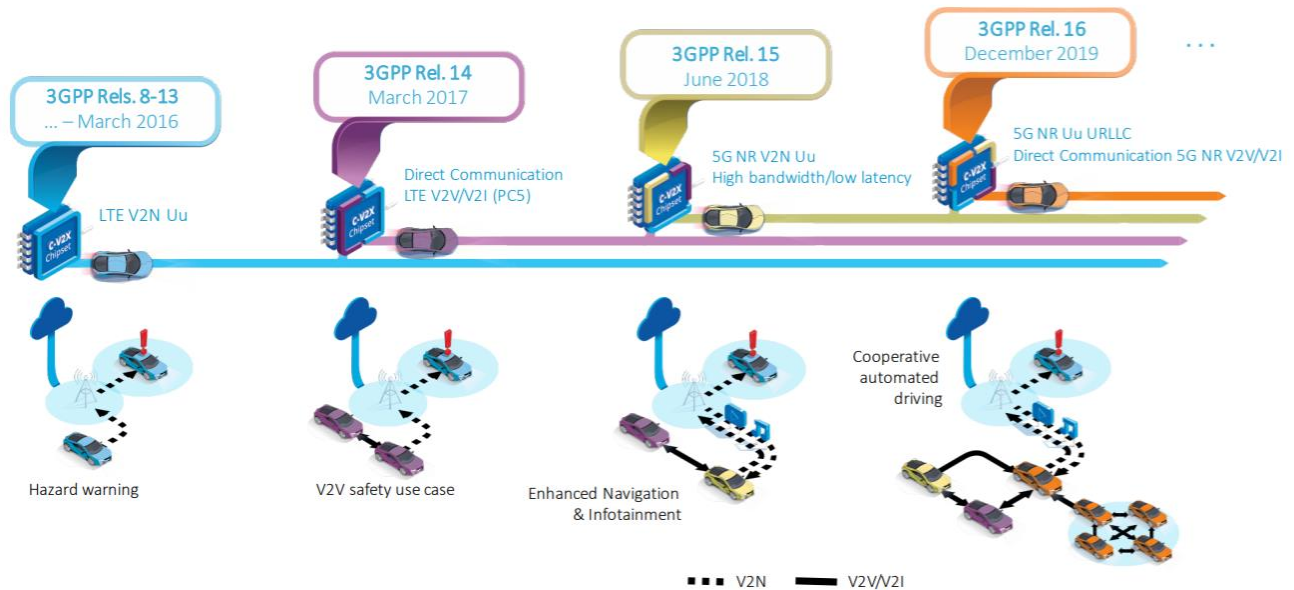 3GPP Rels. 8-13
... – March 2016
3GPP Rel. 14
March 2017
3GPP Rel. 15
June 2018
3GPP Rel. 16
December 2019
...
C-V2X
Chipset
LTE V2N Uu
C-V2X
Chipset
Direct Communication
LTE V2V/V2I (PC5)
C-V2X
Chipset
5G NR V2N Uu
High bandwidth/low latency
C-V2X
Chipset
5G NR Uu URLLC
Direct Communication 5G NR V2V/V2I
Hazard warning
V2V safety use case
Enhanced Navigation
& Infotainment
Cooperative
automated
driving
V2N
V2V/V2I